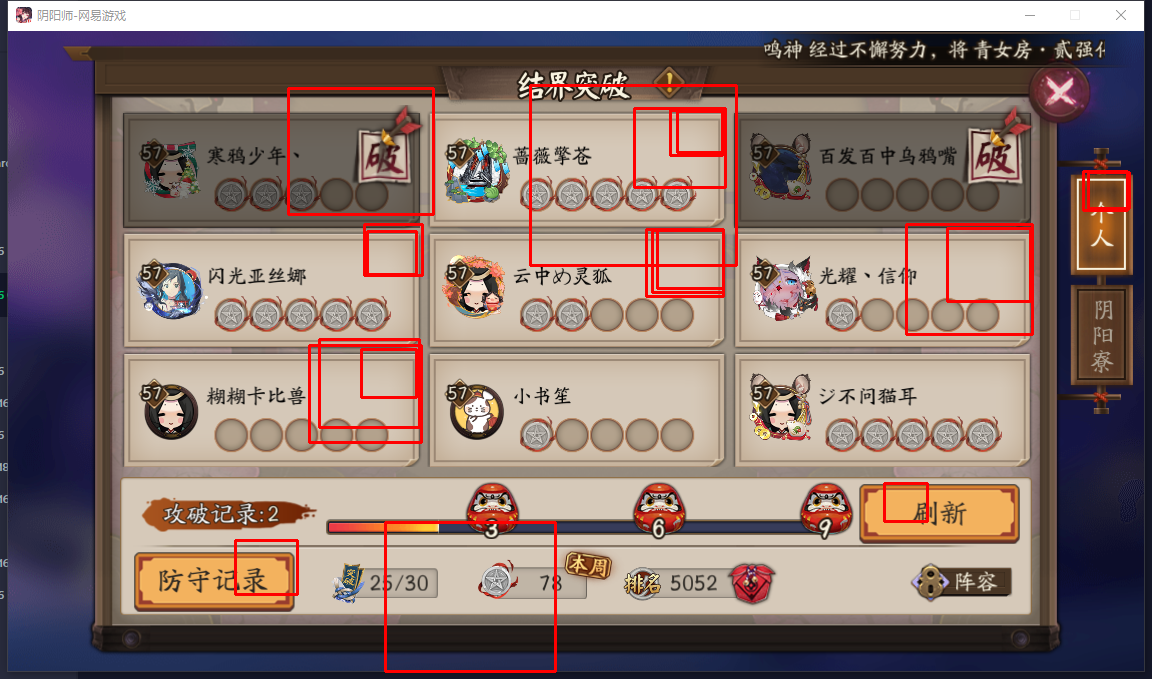 阴阳师-网易游戏
鸣神 经过不懈努力，将 青女房·贰强化
结界突破
57 寒鸦少年丶 破
57 蔷薇擎苍
57 百发百中乌鸦嘴 破
个人
57 闪光亚丝娜
57 云中め灵狐
57 光耀丶信仰
阴阳寮
57 糊糊卡比兽
57 小书笙
57 ジ不问猫耳
攻破记录:2
3
6
9
刷新
防守记录
突破 25/30
78 本周
排名 5052
阵容